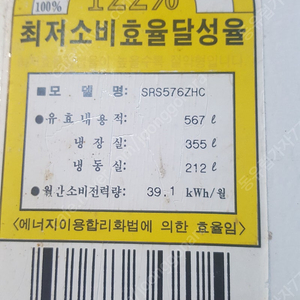 100%
122%
최저소비효율달성율
■모 델 명: SRS576ZHC
●유효내용적: 567 ℓ
냉장실: 355 ℓ
냉동실: 212 ℓ
●월간소비전력량: 39.1 kWh/월
<에너지이용합리화법에 의한 효율임>